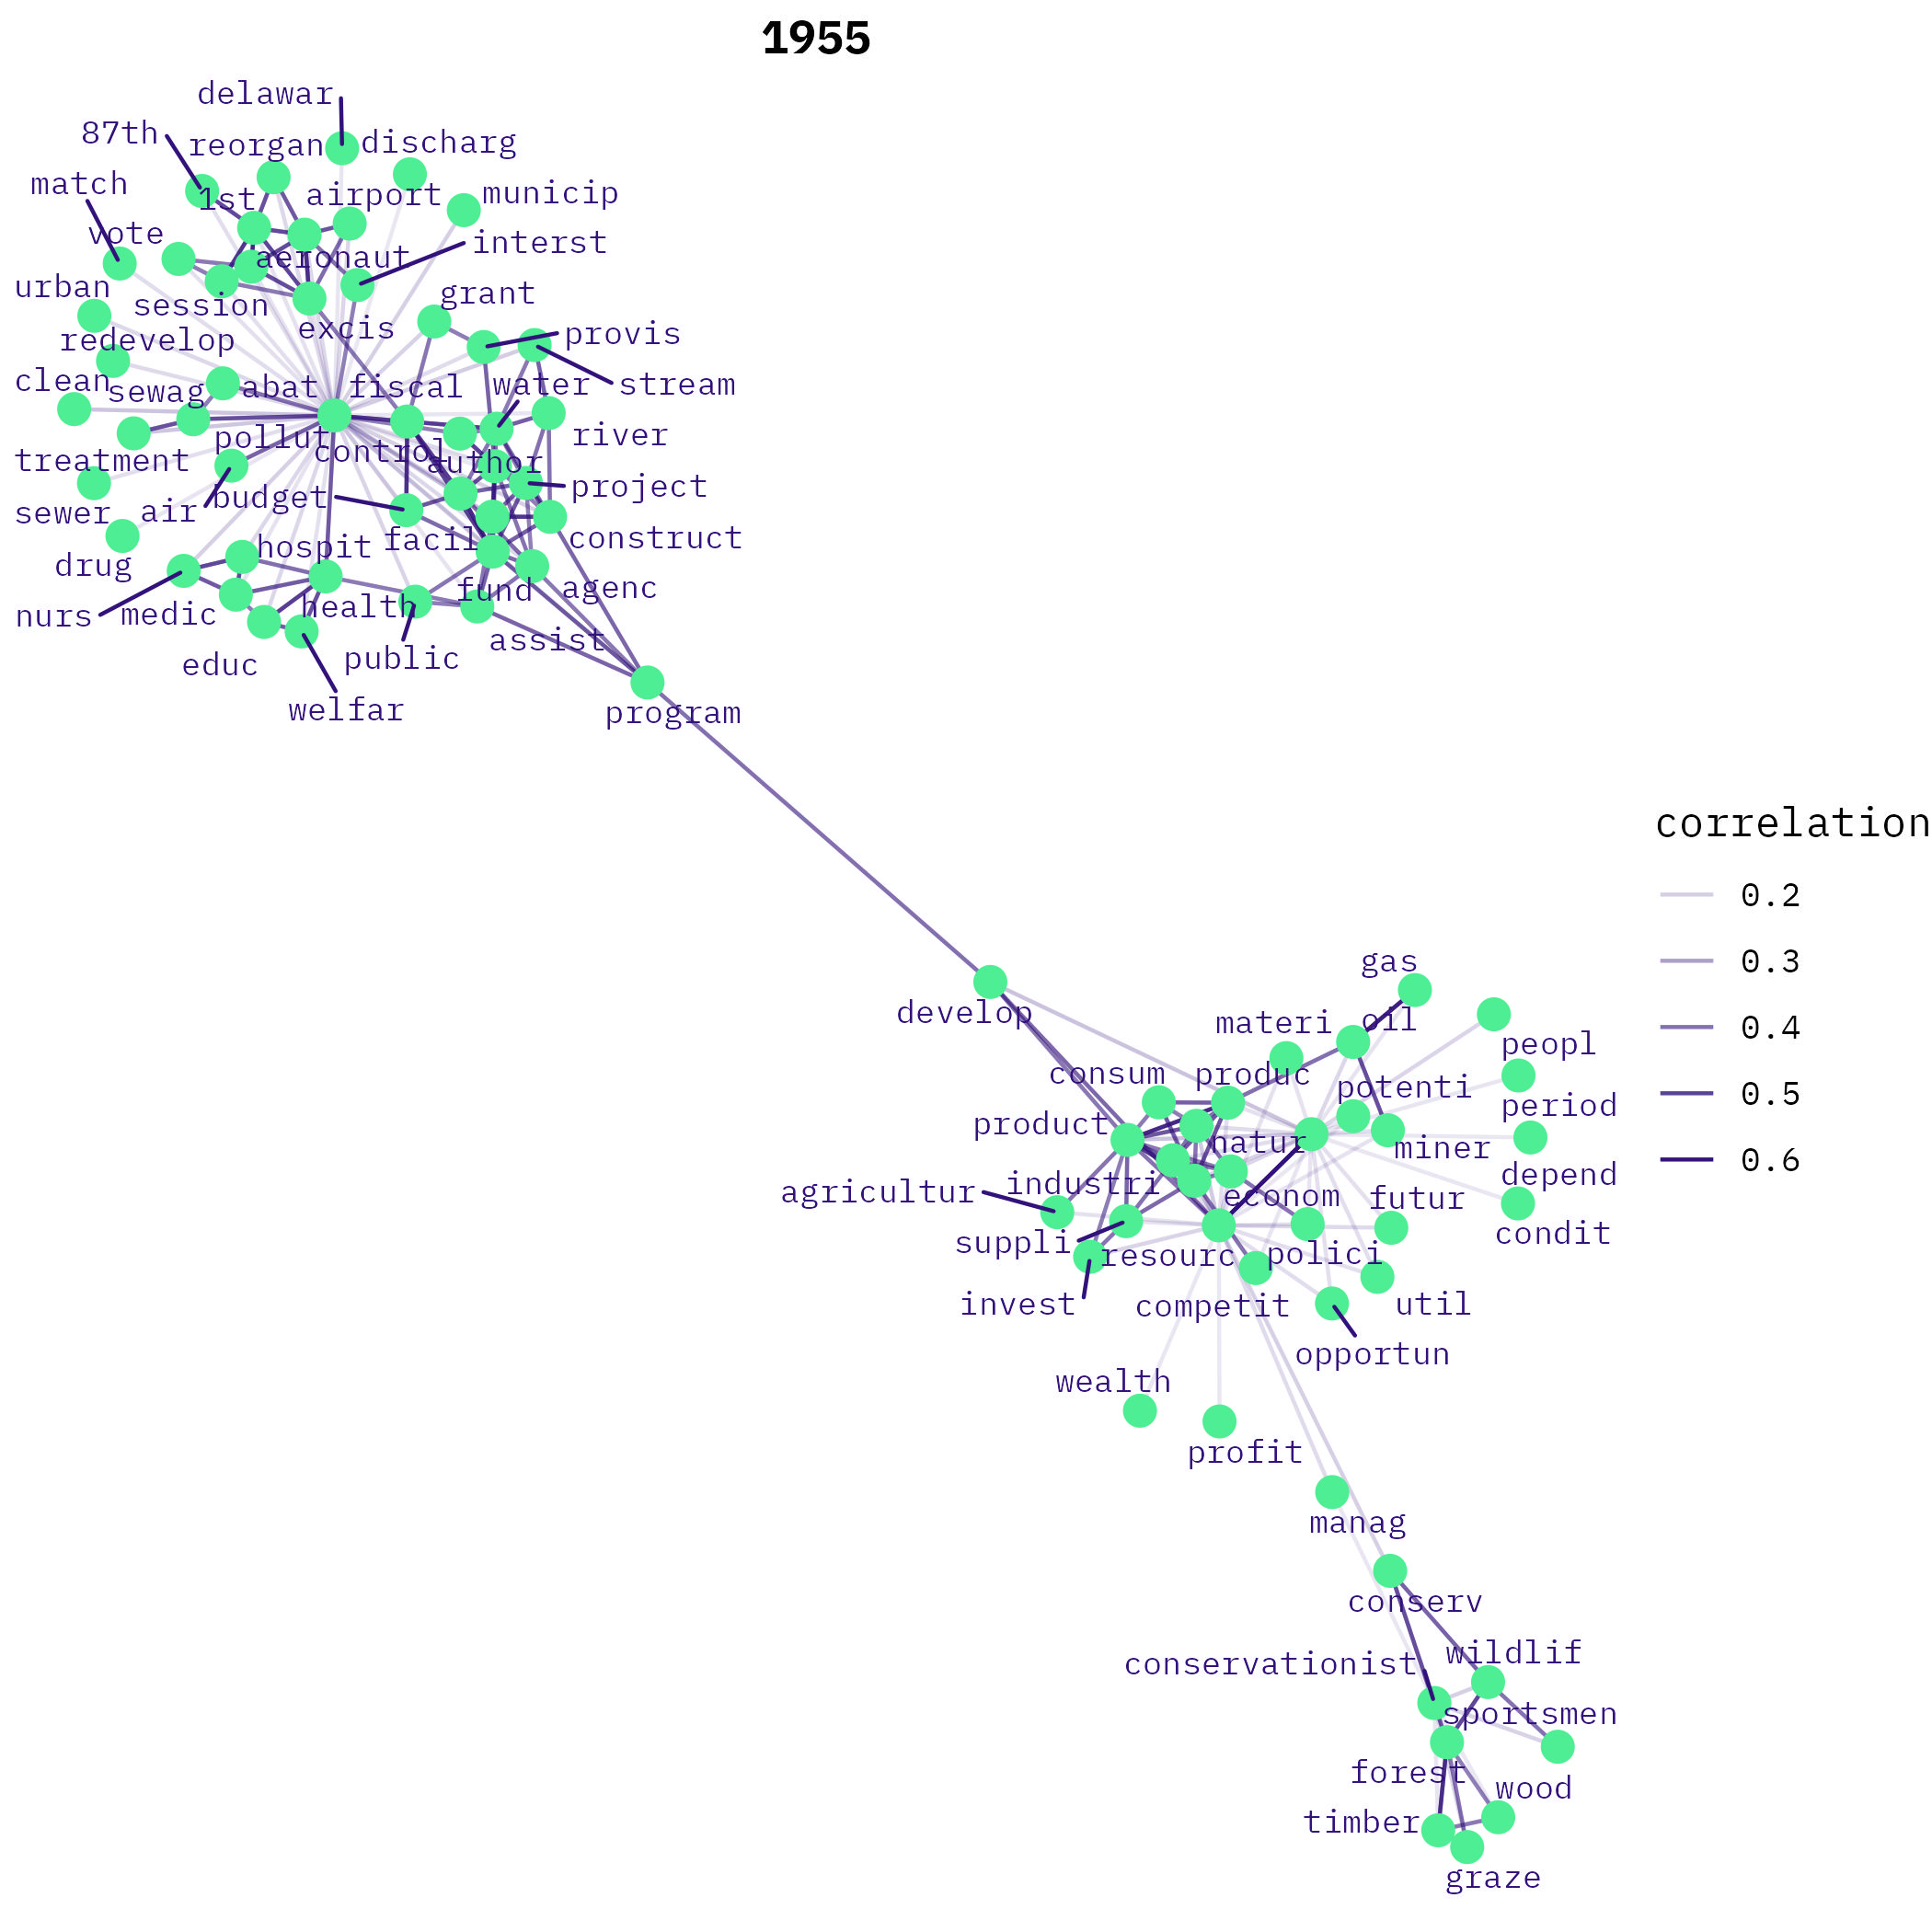 1955
delawar
87th
reorgan
discharg
match
1st
airport
municip
vote
interst
aeronaut
urban
session
grant
excis
provis
redevelop
clean
sewag
abat
fiscal
water
stream
pollut
control
river
treatment
author
budget
project
sewer
air
facil
construct
hospit
drug
fund
agenc
nurs
medic
health
assist
educ
public
welfar
program
correlation
0.2
0.3
0.4
0.5
0.6
gas
develop
materi
oil
peopl
consum
produc
potenti
period
product
natur
miner
depend
agricultur
industri
econom
futur
condit
suppli
resourc
polici
invest
competit
util
opportun
wealth
profit
manag
conserv
conservationist
wildlif
sportsmen
forest
wood
timber
graze